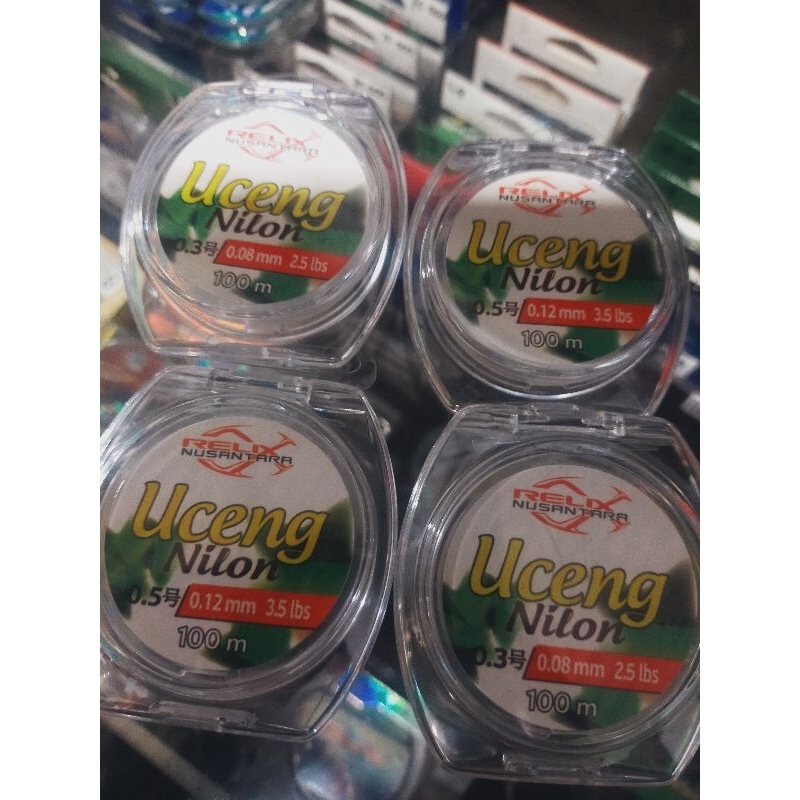 RELIX
NUSANTARA
Uceng
Nilon
0.3号 0.08 mm 2.5 lbs
100 m
RELIX
NUSANTARA
Uceng
Nilon
0.5号 0.12 mm 3.5 lbs
100 m
RELIX
NUSANTARA
Uceng
Nilon
0.5号 0.12 mm 3.5 lbs
100 m
RELIX
NUSANTARA
Uceng
Nilon
0.3号 0.08 mm 2.5 lbs
100 m